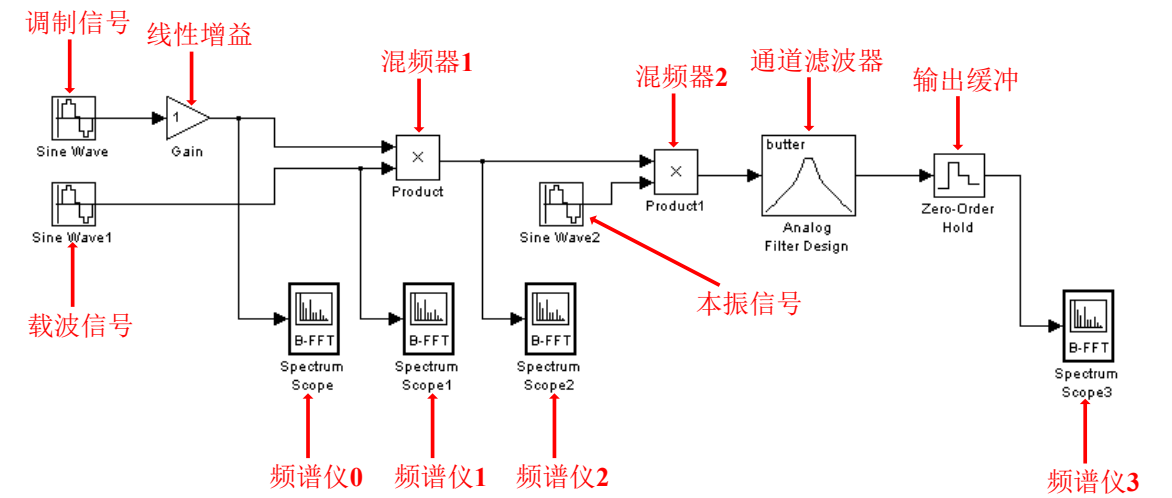 调制信号
线性增益
混频器1
混频器2
通道滤波器
输出缓冲
Sine Wave
1
Gain
×
Product
×
Product1
butter
Analog
Filter Design
Zero-Order
Hold
Sine Wave1
Sine Wave2
载波信号
本振信号
B-FFT
Spectrum
Scope
B-FFT
Spectrum
Scope1
B-FFT
Spectrum
Scope2
B-FFT
Spectrum
Scope3
频谱仪0
频谱仪1
频谱仪2
频谱仪3